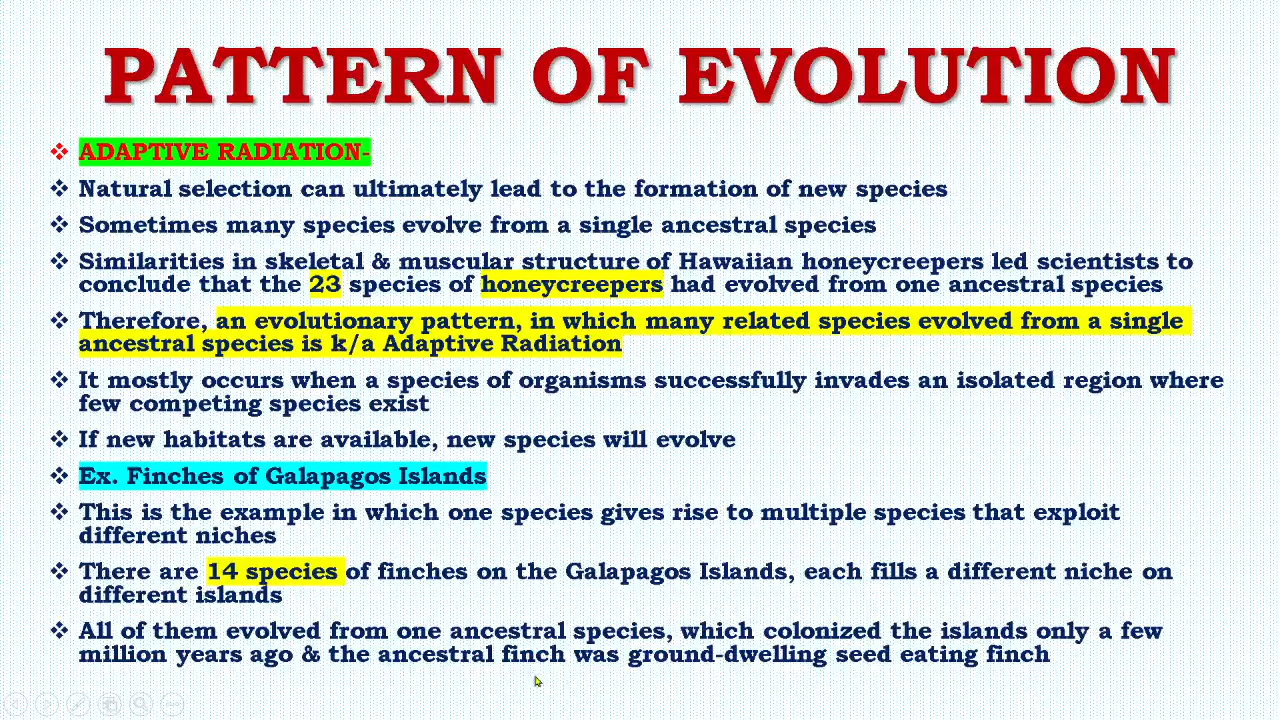 PATTERN OF EVOLUTION
❖ ADAPTIVE RADIATION-
❖ Natural selection can ultimately lead to the formation of new species
❖ Sometimes many species evolve from a single ancestral species
❖ Similarities in skeletal & muscular structure of Hawaiian honeycreepers led scientists to
conclude that the 23 species of honeycreepers had evolved from one ancestral species
❖ Therefore, an evolutionary pattern, in which many related species evolved from a single
ancestral species is k/a Adaptive Radiation
❖ It mostly occurs when a species of organisms successfully invades an isolated region where
few competing species exist
❖ If new habitats are available, new species will evolve
❖ Ex. Finches of Galapagos Islands
❖ This is the example in which one species gives rise to multiple species that exploit
different niches
❖ There are 14 species of finches on the Galapagos Islands, each fills a different niche on
different islands
❖ All of them evolved from one ancestral species, which colonized the islands only a few
million years ago & the ancestral finch was ground-dwelling seed eating finch